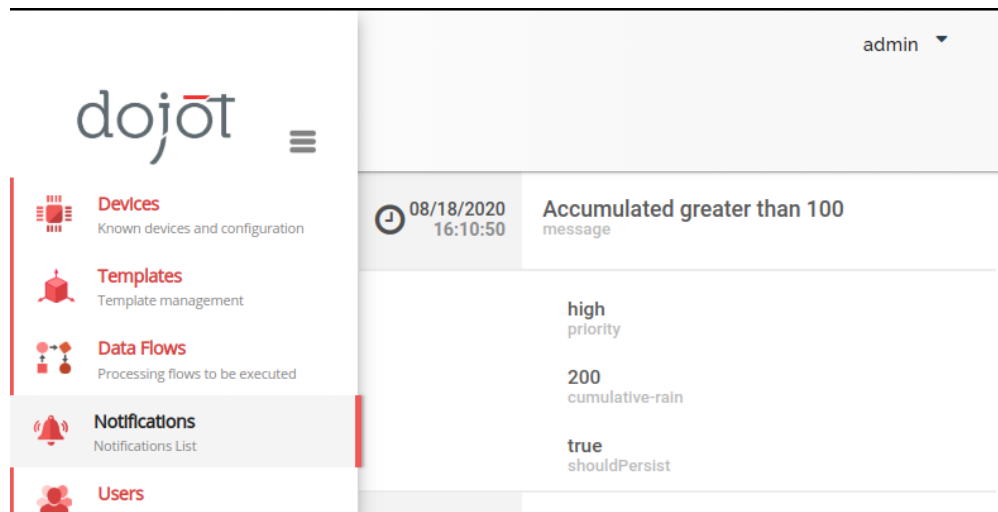 admin
dojot
Devices
Known devices and configuration
Templates
Template management
Data Flows
Processing flows to be executed
Notifications
Notifications List
Users
08/18/2020
16:10:50
Accumulated greater than 100
message
high
priority
200
cumulative-rain
true
shouldPersist